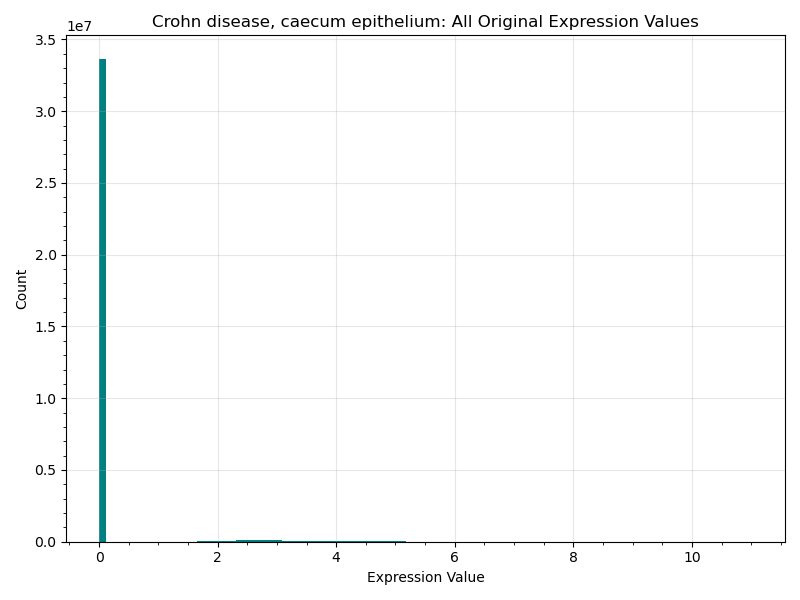 Crohn disease, caecum epithelium: All Original Expression Values
1e7
3.5
3.0
2.5
2.0
1.5
1.0
0.5
0.0
Count
0 2 4 6 8 10
Expression Value